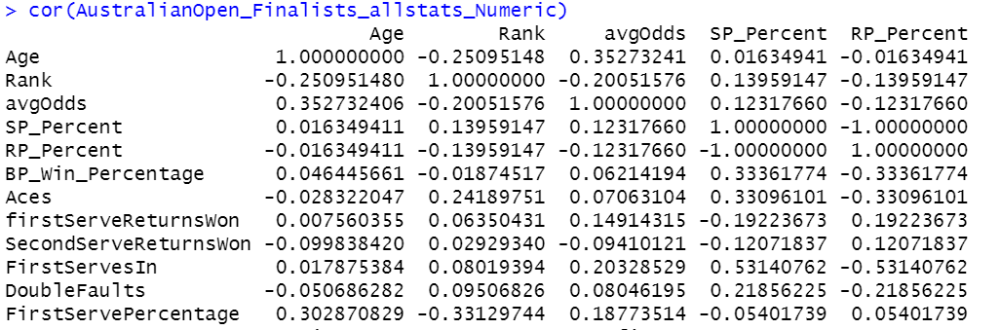 > cor(AustralianOpen_Finalists_allstats_Numeric)
Age Rank avgOdds SP_Percent RP_Percent
Age 1.000000000 -0.25095148 0.35273241 0.01634941 -0.01634941
Rank -0.250951480 1.00000000 -0.20051576 0.13959147 -0.13959147
avgOdds 0.352732406 -0.20051576 1.00000000 0.12317660 -0.12317660
SP_Percent 0.016349411 0.13959147 0.12317660 1.00000000 -1.00000000
RP_Percent -0.016349411 -0.13959147 -0.12317660 -1.00000000 1.00000000
BP_Win_Percentage 0.046445661 -0.01874517 0.06214194 0.33361774 -0.33361774
Aces -0.028322047 0.24189751 0.07063104 0.33096101 -0.33096101
firstServeReturnsWon 0.007560355 0.06350431 0.14914315 -0.19223673 0.19223673
SecondServeReturnsWon -0.099838420 0.02929340 -0.09410121 -0.12071837 0.12071837
FirstServesIn 0.017875384 0.08019394 0.20328529 0.53140762 -0.53140762
DoubleFaults -0.050686282 0.09506826 0.08046195 0.21856225 -0.21856225
FirstServePercentage 0.302870829 -0.33129744 0.18773514 -0.05401739 0.05401739